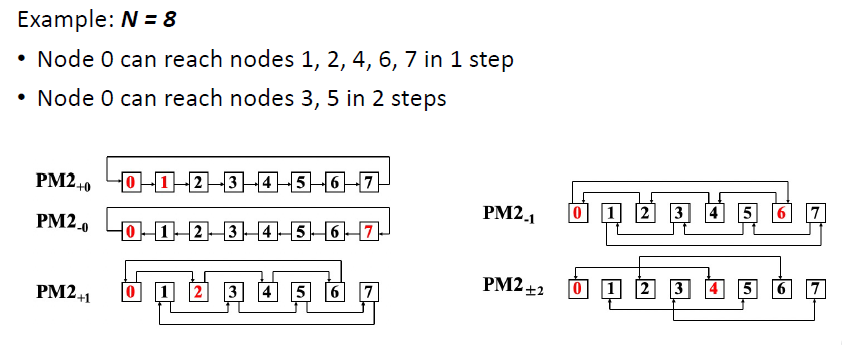 Example: N = 8
• Node 0 can reach nodes 1, 2, 4, 6, 7 in 1 step
• Node 0 can reach nodes 3, 5 in 2 steps
PM2+0 0 1 2 3 4 5 6 7
PM2-0 0 1 2 3 4 5 6 7
PM2+1 0 1 2 3 4 5 6 7
PM2-1 0 1 2 3 4 5 6 7
PM2±2 0 1 2 3 4 5 6 7